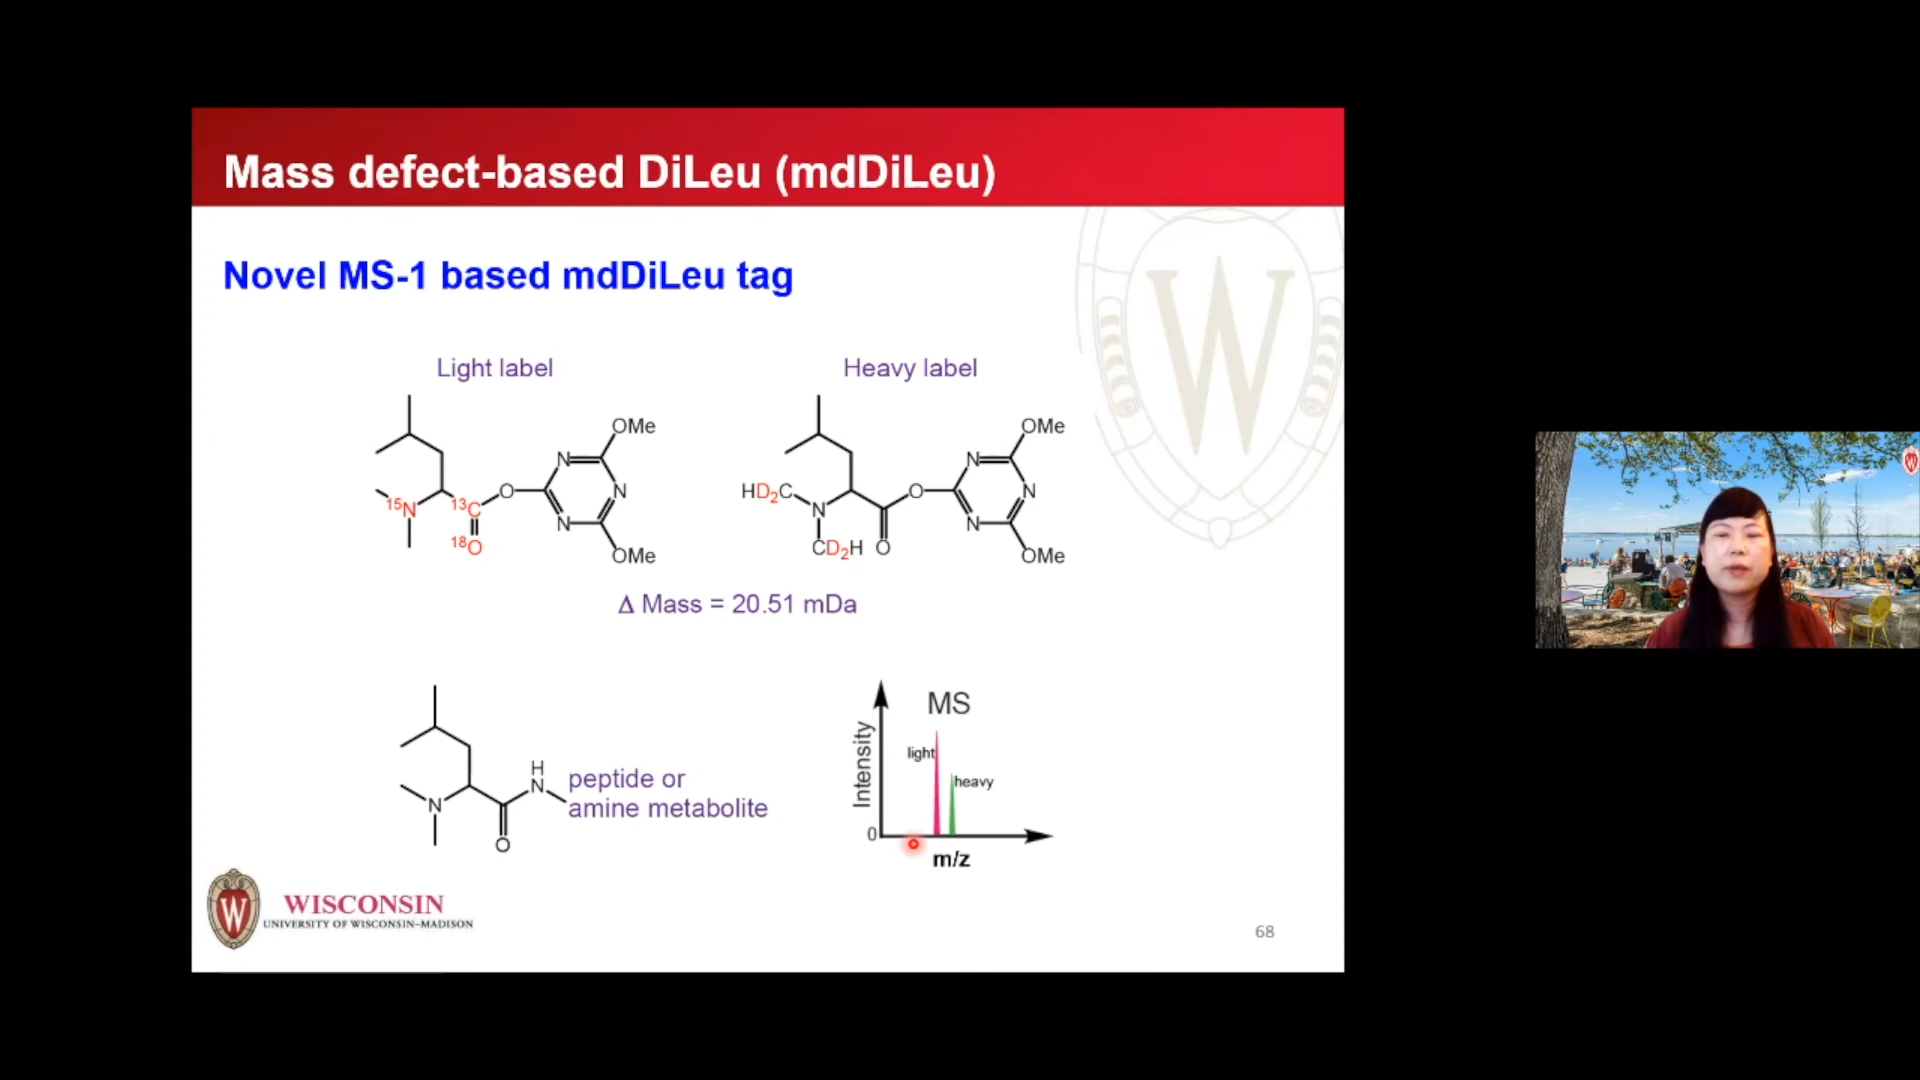 Mass defect-based DiLeu (mdDiLeu)
Novel MS-1 based mdDiLeu tag
Light label
Heavy label
OMe
N
N
N
O
15N
13C
18O
OMe
OMe
N
N
N
O
HD2C
N
CD2H
O
OMe
Δ Mass = 20.51 mDa
H
N
peptide or
amine metabolite
N
O
MS
Intensity
light
heavy
0
m/z
W
WISCONSIN
UNIVERSITY OF WISCONSIN–MADISON
68
W
W